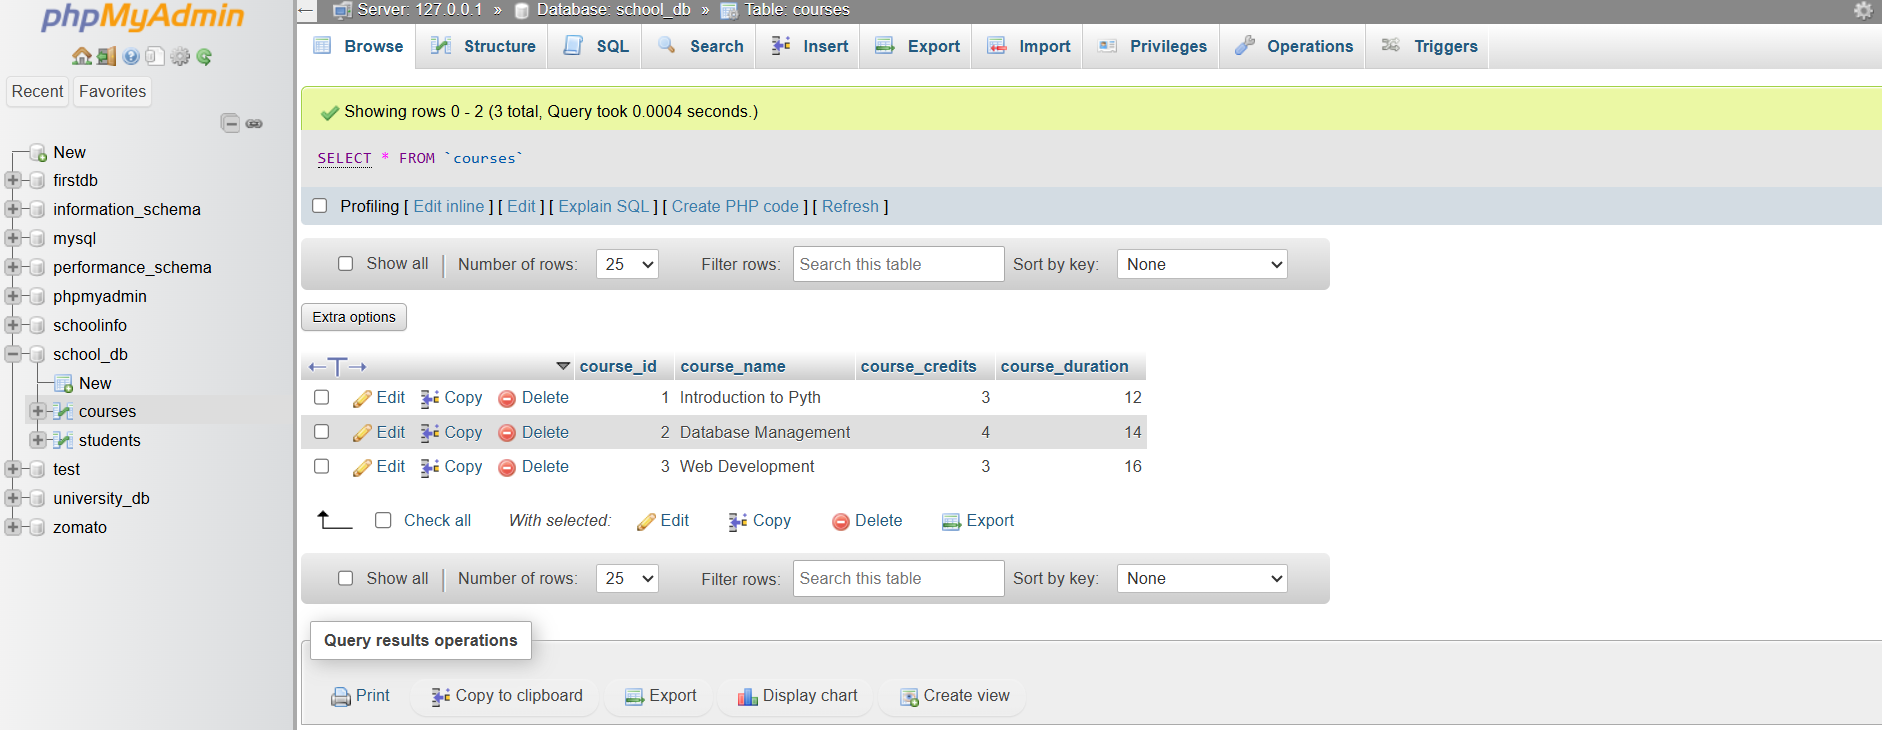 phpMyAdmin
Recent Favorites
New
firstdb
information_schema
mysql
performance_schema
phpmyadmin
schoolinfo
school_db
New
courses
students
test
university_db
zomato
Server: 127.0.0.1 » Database: school_db » Table: courses
Browse Structure SQL Search Insert Export Import Privileges Operations Triggers
Showing rows 0 - 2 (3 total, Query took 0.0004 seconds.)
SELECT * FROM `courses`
Profiling [ Edit inline ] [ Edit ] [ Explain SQL ] [ Create PHP code ] [ Refresh ]
Show all Number of rows: 25 Filter rows: Search this table Sort by key: None
Extra options
course_id course_name course_credits course_duration
Edit Copy Delete 1 Introduction to Pyth 3 12
Edit Copy Delete 2 Database Management 4 14
Edit Copy Delete 3 Web Development 3 16
Check all With selected: Edit Copy Delete Export
Show all Number of rows: 25 Filter rows: Search this table Sort by key: None
Query results operations
Print Copy to clipboard Export Display chart Create view